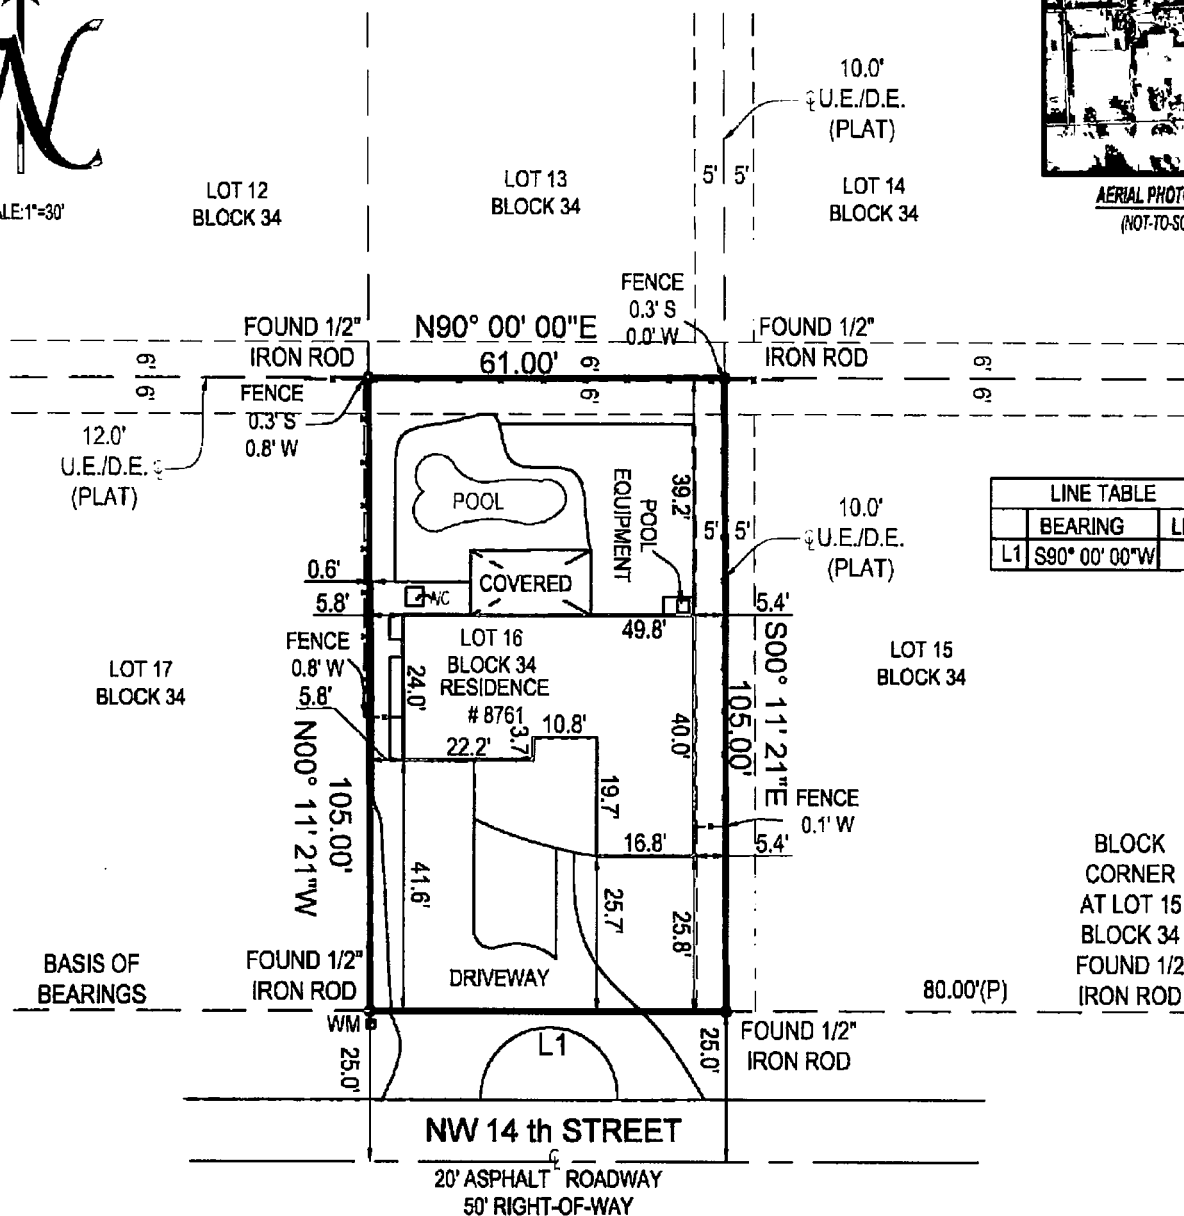 N
ALE:1"=30'
10.0'
℄ U.E./D.E.
(PLAT)
5' 5'
LOT 12
BLOCK 34
LOT 13
BLOCK 34
LOT 14
BLOCK 34
AERIAL PHOT
(NOT-TO-SC
FENCE
0.3' S
0.0' W
FOUND 1/2"
IRON ROD
N90° 00' 00"E
61.00'
FOUND 1/2"
IRON ROD
6'
6'
6'
6'
6'
6'
FENCE
0.3' S
0.8' W
12.0'
U.E./D.E. ℄
(PLAT)
POOL
POOL
EQUIPMENT
39.2'
5' 5'
10.0'
℄ U.E./D.E.
(PLAT)
LINE TABLE
BEARING
L1 S90° 00' 00"W
0.6'
A/C
COVERED
5.8'
49.8'
5.4'
FENCE
0.8' W
5.8'
LOT 16
BLOCK 34
RESIDENCE
# 8761
24.0'
LOT 17
BLOCK 34
LOT 15
BLOCK 34
S00° 11' 21"E
105.00'
40.0'
10.8'
3.7'
22.2'
19.7'
N00° 11' 21"W
105.00'
FENCE
0.1' W
16.8'
5.4'
41.6'
25.7'
25.8'
BLOCK
CORNER
AT LOT 15
BLOCK 34
FOUND 1/2
IRON ROD
BASIS OF
BEARINGS
FOUND 1/2"
IRON ROD
DRIVEWAY
80.00'(P)
WM
25.0'
L1
25.0'
FOUND 1/2"
IRON ROD
NW 14 th STREET
℄
20' ASPHALT ROADWAY
50' RIGHT-OF-WAY